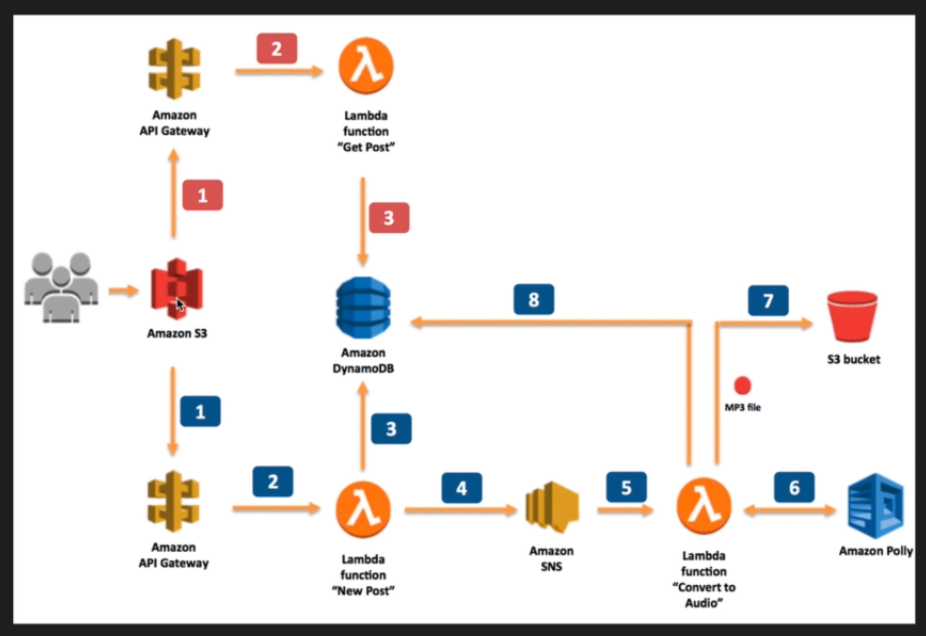 2
Amazon
API Gateway
Lambda
function
“Get Post”
1
3
Amazon S3
8
7
Amazon
DynamoDB
S3 bucket
MP3 file
1
3
2
4
5
6
Amazon
API Gateway
Lambda
function
“New Post”
Amazon
SNS
Lambda
function
“Convert to
Audio”
Amazon Polly